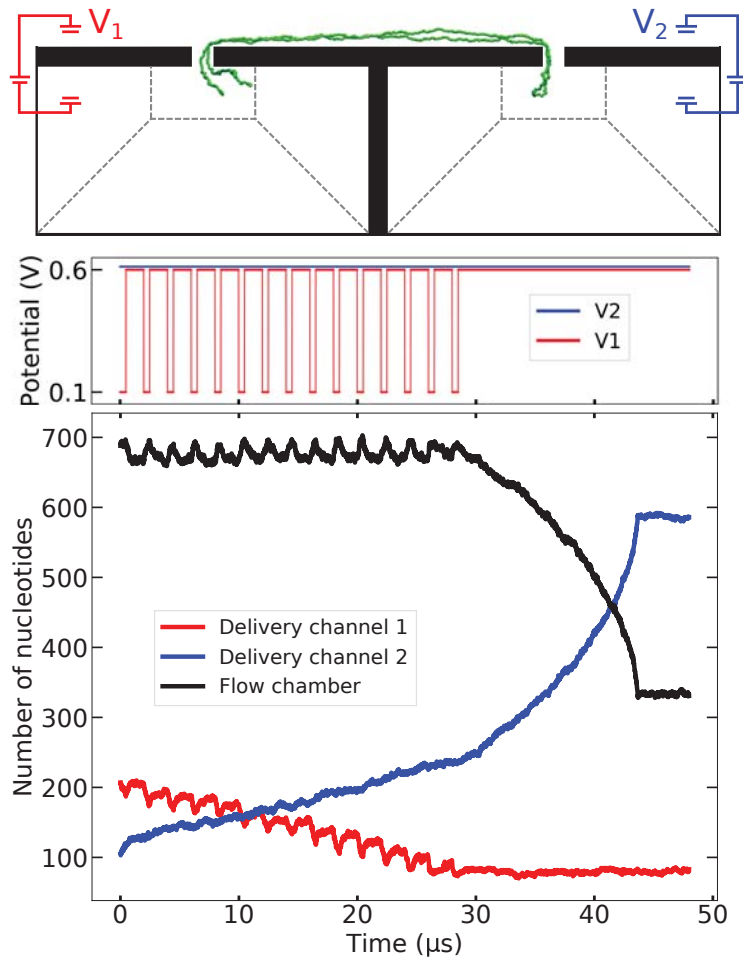 V1
V2
Potential (V)
0.6
0.1
V2
V1
Number of nucleotides
700
600
500
400
300
200
100
Delivery channel 1
Delivery channel 2
Flow chamber
0 10 20 30 40 50
Time (μs)